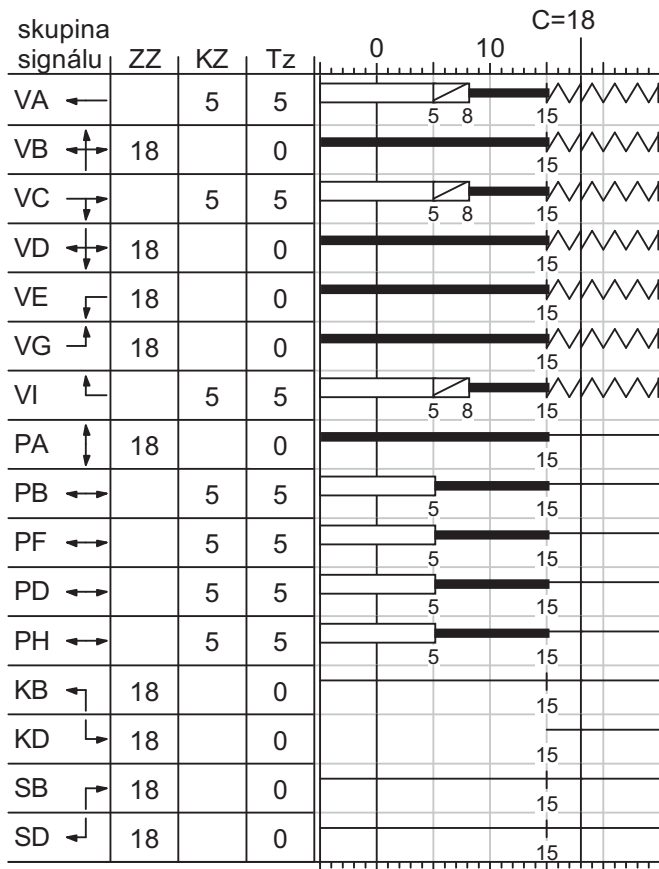 C=18
skupina
signálu ZZ KZ Tz 0 10
VA 5 5
5 8 15
VB 18 0
15
VC 5 5
5 8 15
VD 18 0
15
VE 18 0
15
VG 18 0
15
VI 5 5
5 8 15
PA 18 0
15
PB 5 5
5 15
PF 5 5
5 15
PD 5 5
5 15
PH 5 5
5 15
KB 18 0
15
KD 18 0
15
SB 18 0
15
SD 18 0
15